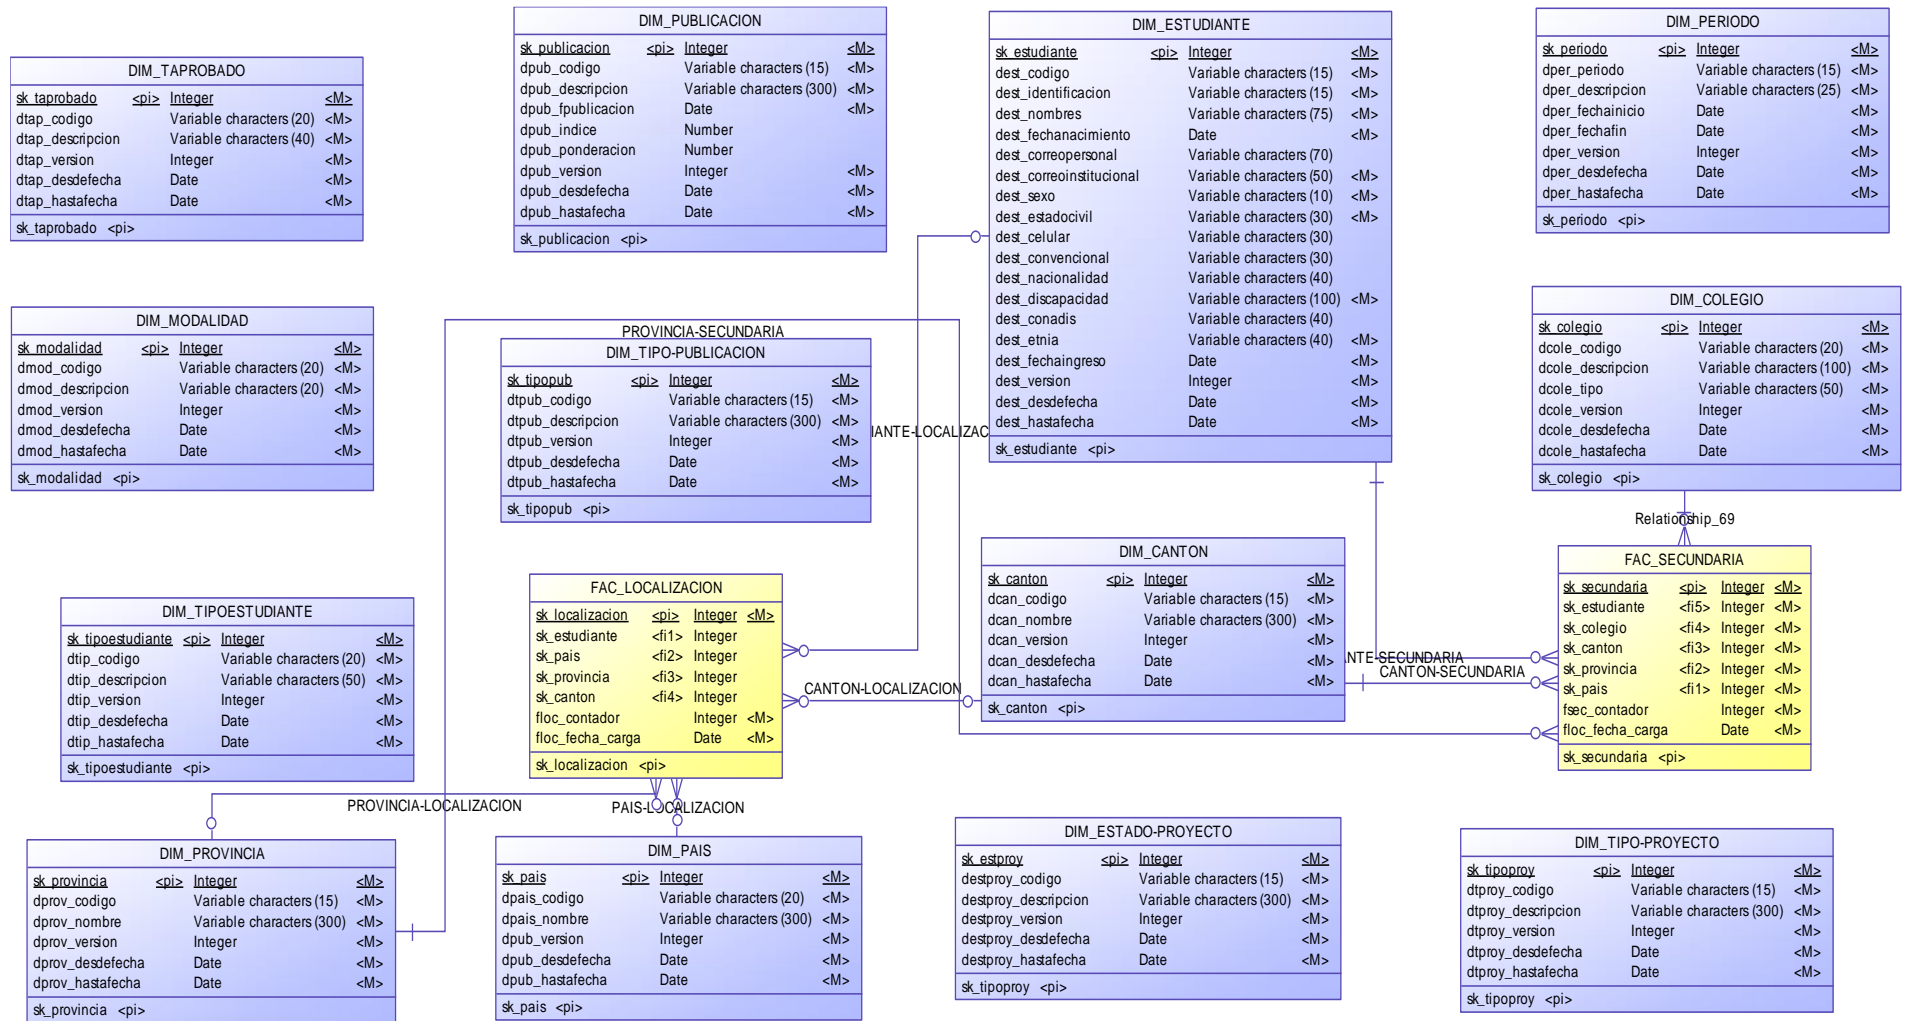 DIM_TAPROBADO
sk_taprobado <pi> Integer <M>
dtap_codigo Variable characters (20) <M>
dtap_descripcion Variable characters (40) <M>
dtap_version Integer <M>
dtap_desdefecha Date <M>
dtap_hastafecha Date <M>
sk_taprobado <pi>
DIM_PUBLICACION
sk_publicacion <pi> Integer <M>
dpub_codigo Variable characters (15) <M>
dpub_descripcion Variable characters (300) <M>
dpub_fpublicacion Date <M>
dpub_indice Number
dpub_ponderacion Number
dpub_version Integer <M>
dpub_desdefecha Date <M>
dpub_hastafecha Date <M>
sk_publicacion <pi>
DIM_ESTUDIANTE
sk_estudiante <pi> Integer <M>
dest_codigo Variable characters (15) <M>
dest_identificacion Variable characters (15) <M>
dest_nombres Variable characters (75) <M>
dest_fechanacimiento Date <M>
dest_correopersonal Variable characters (70)
dest_correoinstitucional Variable characters (50) <M>
dest_sexo Variable characters (10) <M>
dest_estadocivil Variable characters (30) <M>
dest_celular Variable characters (30)
dest_convencional Variable characters (30)
dest_nacionalidad Variable characters (40)
dest_discapacidad Variable characters (100) <M>
dest_conadis Variable characters (40)
dest_etnia Variable characters (40) <M>
dest_fechaingreso Date <M>
dest_version Integer <M>
dest_desdefecha Date <M>
dest_hastafecha Date <M>
sk_estudiante <pi>
DIM_PERIODO
sk_periodo <pi> Integer <M>
dper_periodo Variable characters (15) <M>
dper_descripcion Variable characters (25) <M>
dper_fechainicio Date <M>
dper_fechafin Date <M>
dper_version Integer <M>
dper_desdefecha Date <M>
dper_hastafecha Date <M>
sk_periodo <pi>
DIM_MODALIDAD
sk_modalidad <pi> Integer <M>
dmod_codigo Variable characters (20) <M>
dmod_descripcion Variable characters (20) <M>
dmod_version Integer <M>
dmod_desdefecha Date <M>
dmod_hastafecha Date <M>
sk_modalidad <pi>
PROVINCIA-SECUNDARIA
DIM_TIPO-PUBLICACION
sk_tipopub <pi> Integer <M>
dtpub_codigo Variable characters (15) <M>
dtpub_descripcion Variable characters (300) <M>
dtpub_version Integer <M>
dtpub_desdefecha Date <M>
dtpub_hastafecha Date <M>
sk_tipopub <pi>
IANTE-LOCALIZAC
DIM_COLEGIO
sk_colegio <pi> Integer <M>
dcole_codigo Variable characters (20) <M>
dcole_descripcion Variable characters (100) <M>
dcole_tipo Variable characters (50) <M>
dcole_version Integer <M>
dcole_desdefecha Date <M>
dcole_hastafecha Date <M>
sk_colegio <pi>
Relationship_69
DIM_TIPOESTUDIANTE
sk_tipoestudiante <pi> Integer <M>
dtip_codigo Variable characters (20) <M>
dtip_descripcion Variable characters (50) <M>
dtip_version Integer <M>
dtip_desdefecha Date <M>
dtip_hastafecha Date <M>
sk_tipoestudiante <pi>
FAC_LOCALIZACION
sk_localizacion <pi> Integer <M>
sk_estudiante <fi1> Integer
sk_pais <fi2> Integer
sk_provincia <fi3> Integer
sk_canton <fi4> Integer
floc_contador Integer <M>
floc_fecha_carga Date <M>
sk_localizacion <pi>
CANTON-LOCALIZACION
DIM_CANTON
sk_canton <pi> Integer <M>
dcan_codigo Variable characters (15) <M>
dcan_nombre Variable characters (300) <M>
dcan_version Integer <M>
dcan_desdefecha Date <M>
dcan_hastafecha Date <M>
sk_canton <pi>
NTE-SECUNDARIA
CANTON-SECUNDARIA
FAC_SECUNDARIA
sk_secundaria <pi> Integer <M>
sk_estudiante <fi5> Integer <M>
sk_colegio <fi4> Integer <M>
sk_canton <fi3> Integer <M>
sk_provincia <fi2> Integer <M>
sk_pais <fi1> Integer <M>
fsec_contador Integer <M>
floc_fecha_carga Date <M>
sk_secundaria <pi>
PROVINCIA-LOCALIZACION
PAIS-LOCALIZACION
DIM_PROVINCIA
sk_provincia <pi> Integer <M>
dprov_codigo Variable characters (15) <M>
dprov_nombre Variable characters (300) <M>
dprov_version Integer <M>
dprov_desdefecha Date <M>
dprov_hastafecha Date <M>
sk_provincia <pi>
DIM_PAIS
sk_pais <pi> Integer <M>
dpais_codigo Variable characters (20) <M>
dpais_nombre Variable characters (300) <M>
dpub_version Integer <M>
dpub_desdefecha Date <M>
dpub_hastafecha Date <M>
sk_pais <pi>
DIM_ESTADO-PROYECTO
sk_estproy <pi> Integer <M>
destproy_codigo Variable characters (15) <M>
destproy_descripcion Variable characters (300) <M>
destproy_version Integer <M>
destproy_desdefecha Date <M>
destproy_hastafecha Date <M>
sk_tipoproy <pi>
DIM_TIPO-PROYECTO
sk_tipoproy <pi> Integer <M>
dtproy_codigo Variable characters (15) <M>
dtproy_descripcion Variable characters (300) <M>
dtproy_version Integer <M>
dtproy_desdefecha Date <M>
dtproy_hastafecha Date <M>
sk_tipoproy <pi>